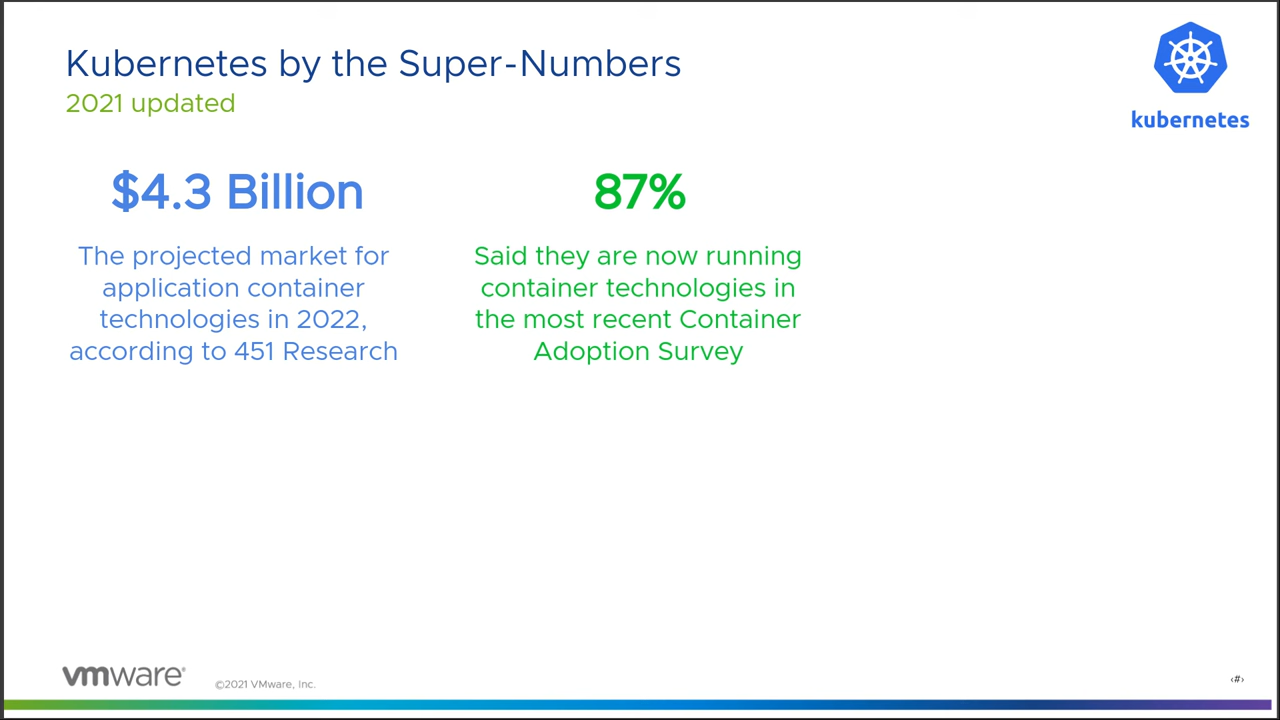 Kubernetes by the Super-Numbers
2021 updated
kubernetes
$4.3 Billion
The projected market for
application container
technologies in 2022,
according to 451 Research
87%
Said they are now running
container technologies in
the most recent Container
Adoption Survey
vmware®
©2021 VMware, Inc.
‹#›